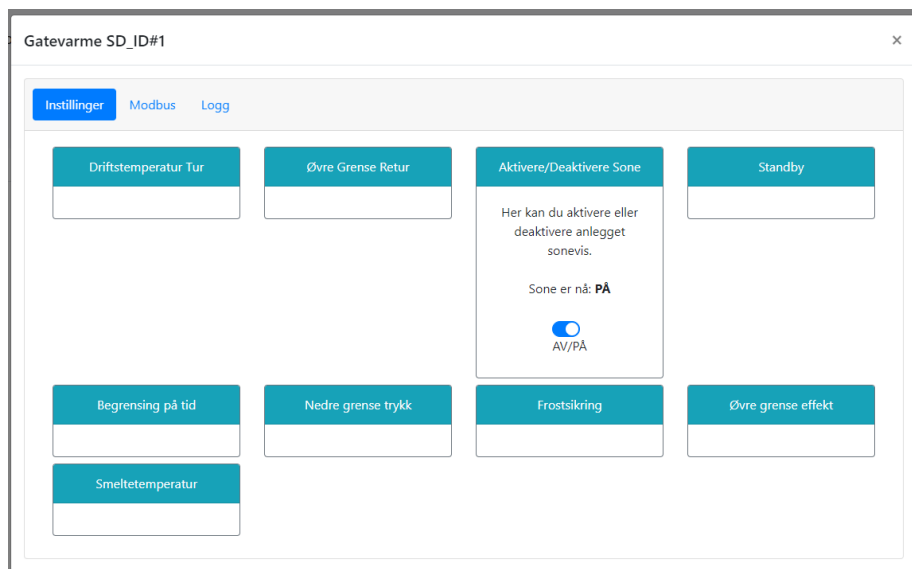 Gatevarme SD_ID#1
×
Instillinger
Modbus
Logg
Driftstemperatur Tur
Øvre Grense Retur
Aktivere/Deaktivere Sone
Standby
Her kan du aktivere eller
deaktivere anlegget
sonevis.
Sone er nå: PÅ
AV/PÅ
Begrensing på tid
Nedre grense trykk
Frostsikring
Øvre grense effekt
Smeltetemperatur